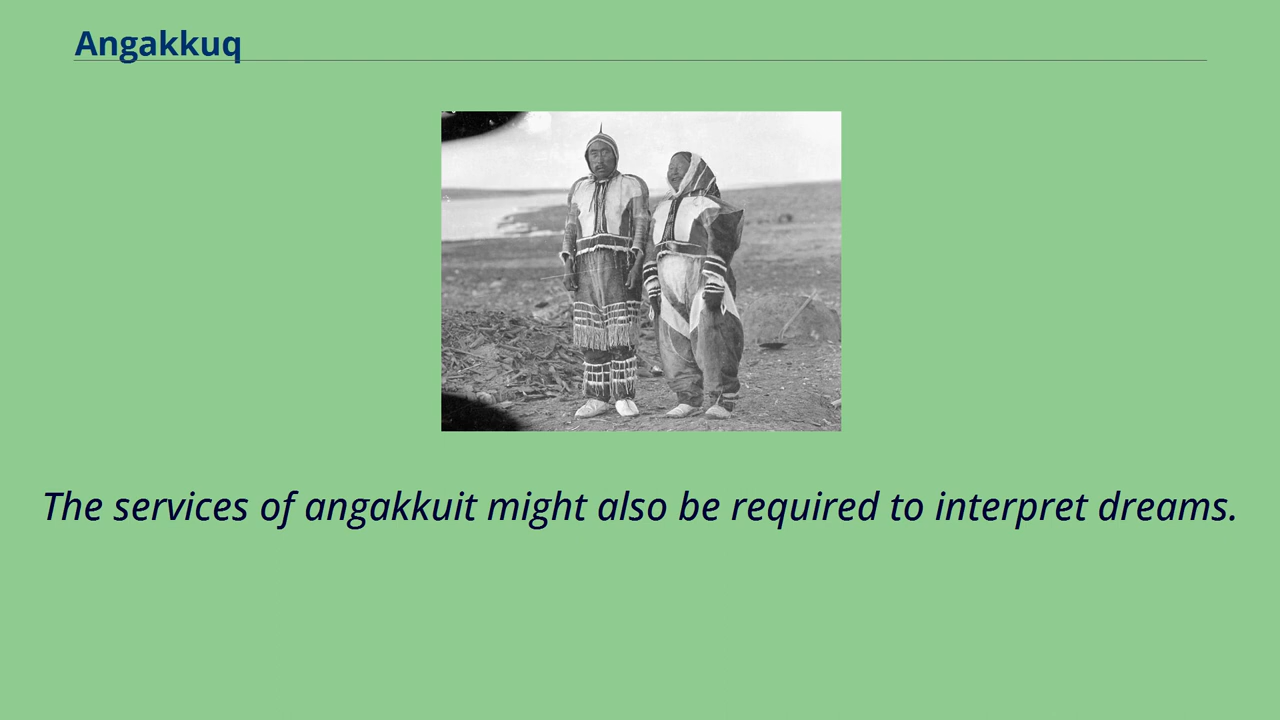 Angakkuq
The services of angakkuit might also be required to interpret dreams.